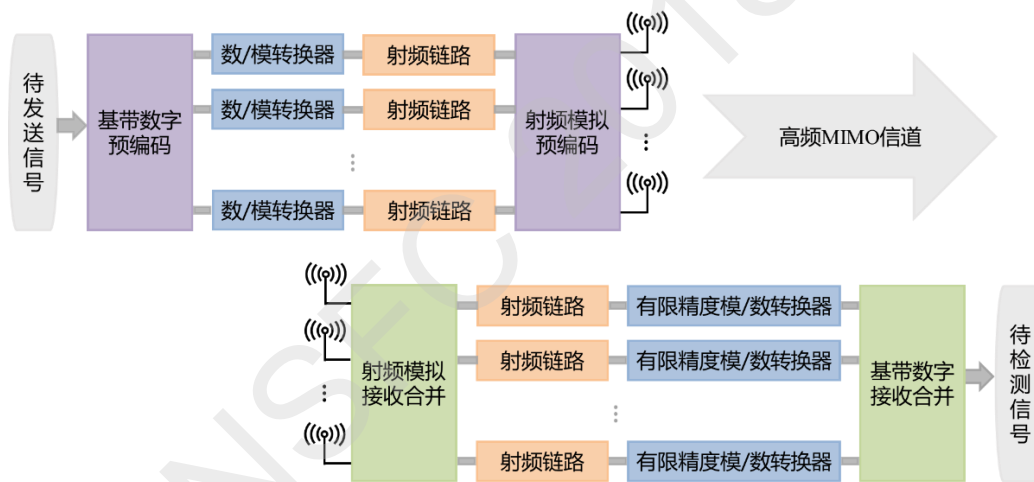 待发送信号
基带数字
预编码
数/模转换器
射频链路
数/模转换器
射频链路
...
数/模转换器
射频链路
射频模拟
预编码
...
高频MIMO信道
...
射频模拟
接收合并
射频链路
有限精度模/数转换器
射频链路
有限精度模/数转换器
...
射频链路
有限精度模/数转换器
基带数字
接收合并
待检测信号